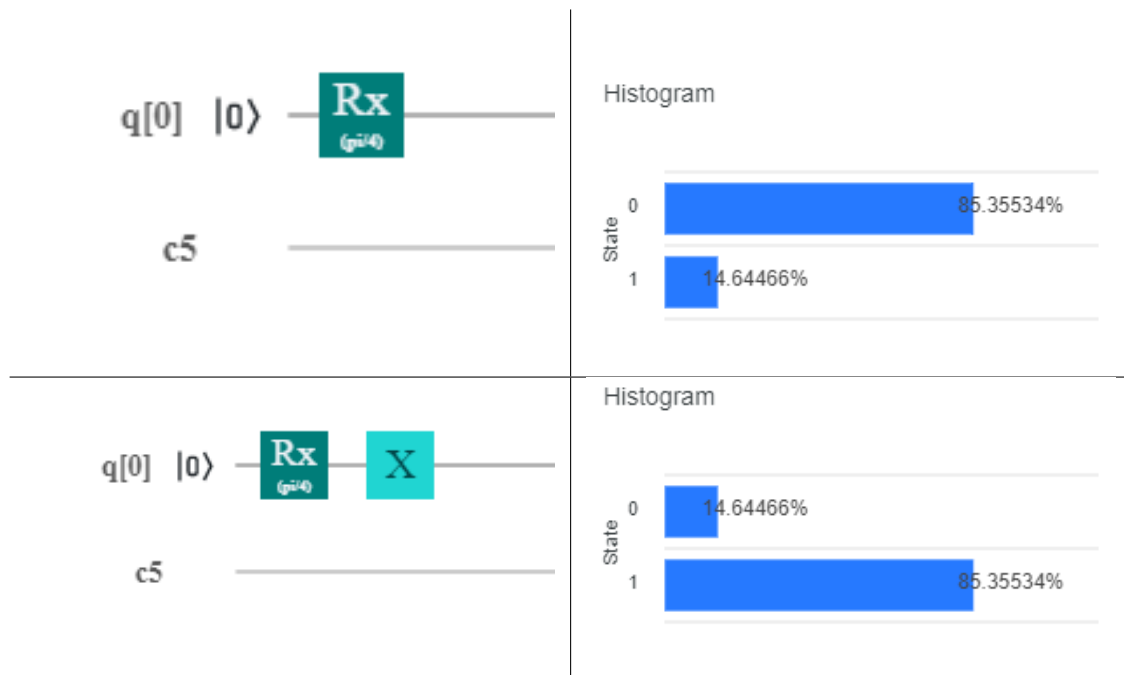 q[0] |0⟩ Rx
(pi/4)
c5
Histogram
State
0 85.35534%
1 14.64466%
q[0] |0⟩ Rx X
(pi/4)
c5
Histogram
State
0 14.64466%
1 85.35534%